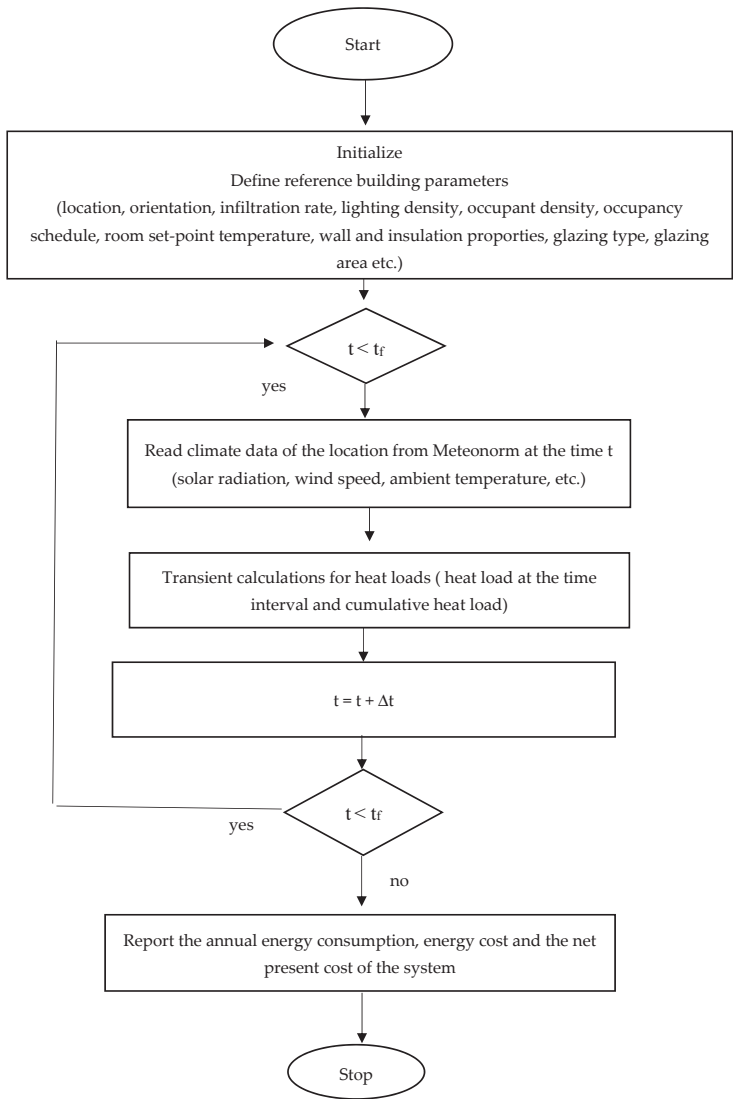 Start
Initialize
Define reference building parameters
(location, orientation, infiltration rate, lighting density, occupant density, occupancy
schedule, room set-point temperature, wall and insulation proporties, glazing type, glazing
area etc.)
t < tf
yes
Read climate data of the location from Meteonorm at the time t
(solar radiation, wind speed, ambient temperature, etc.)
Transient calculations for heat loads ( heat load at the time
interval and cumulative heat load)
t = t + Δt
t < tf
yes
no
Report the annual energy consumption, energy cost and the net
present cost of the system
Stop